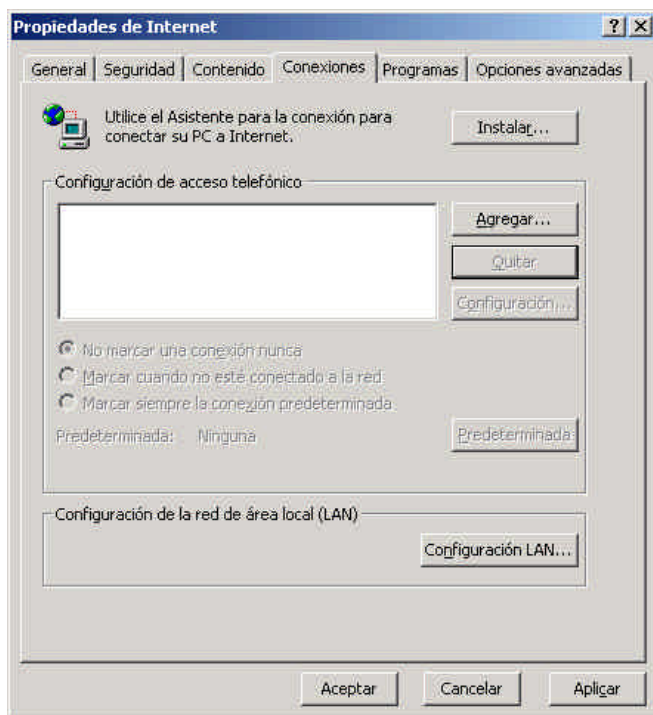 Propiedades de Internet
General Seguridad Contenido Conexiones Programas Opciones avanzadas
Utilice el Asistente para la conexión para
conectar su PC a Internet.
Instalar...
Configuración de acceso telefónico
Agregar...
Quitar
Configuración...
No marcar una conexión nunca
Marcar cuando no esté conectado a la red
Marcar siempre la conexión predeterminada
Predeterminada: Ninguna
Predeterminada
Configuración de la red de área local (LAN)
Configuración LAN...
Aceptar Cancelar Aplicar